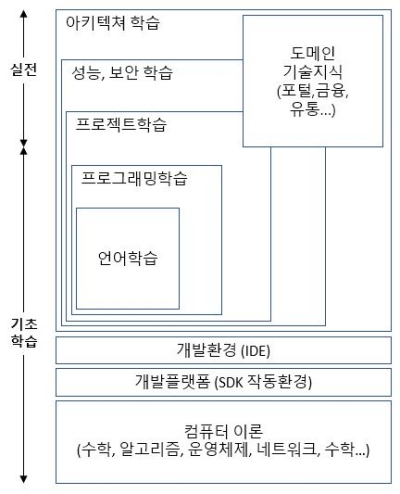 아키텍쳐 학습
도메인
기술지식
(포털,금융,
유통...)
실전
성능, 보안 학습
프로젝트학습
프로그래밍학습
언어학습
기초
학습
개발환경 (IDE)
개발플랫폼 (SDK 작동환경)
컴퓨터 이론
(수학, 알고리즘, 운영체제, 네트워크, 수학...)